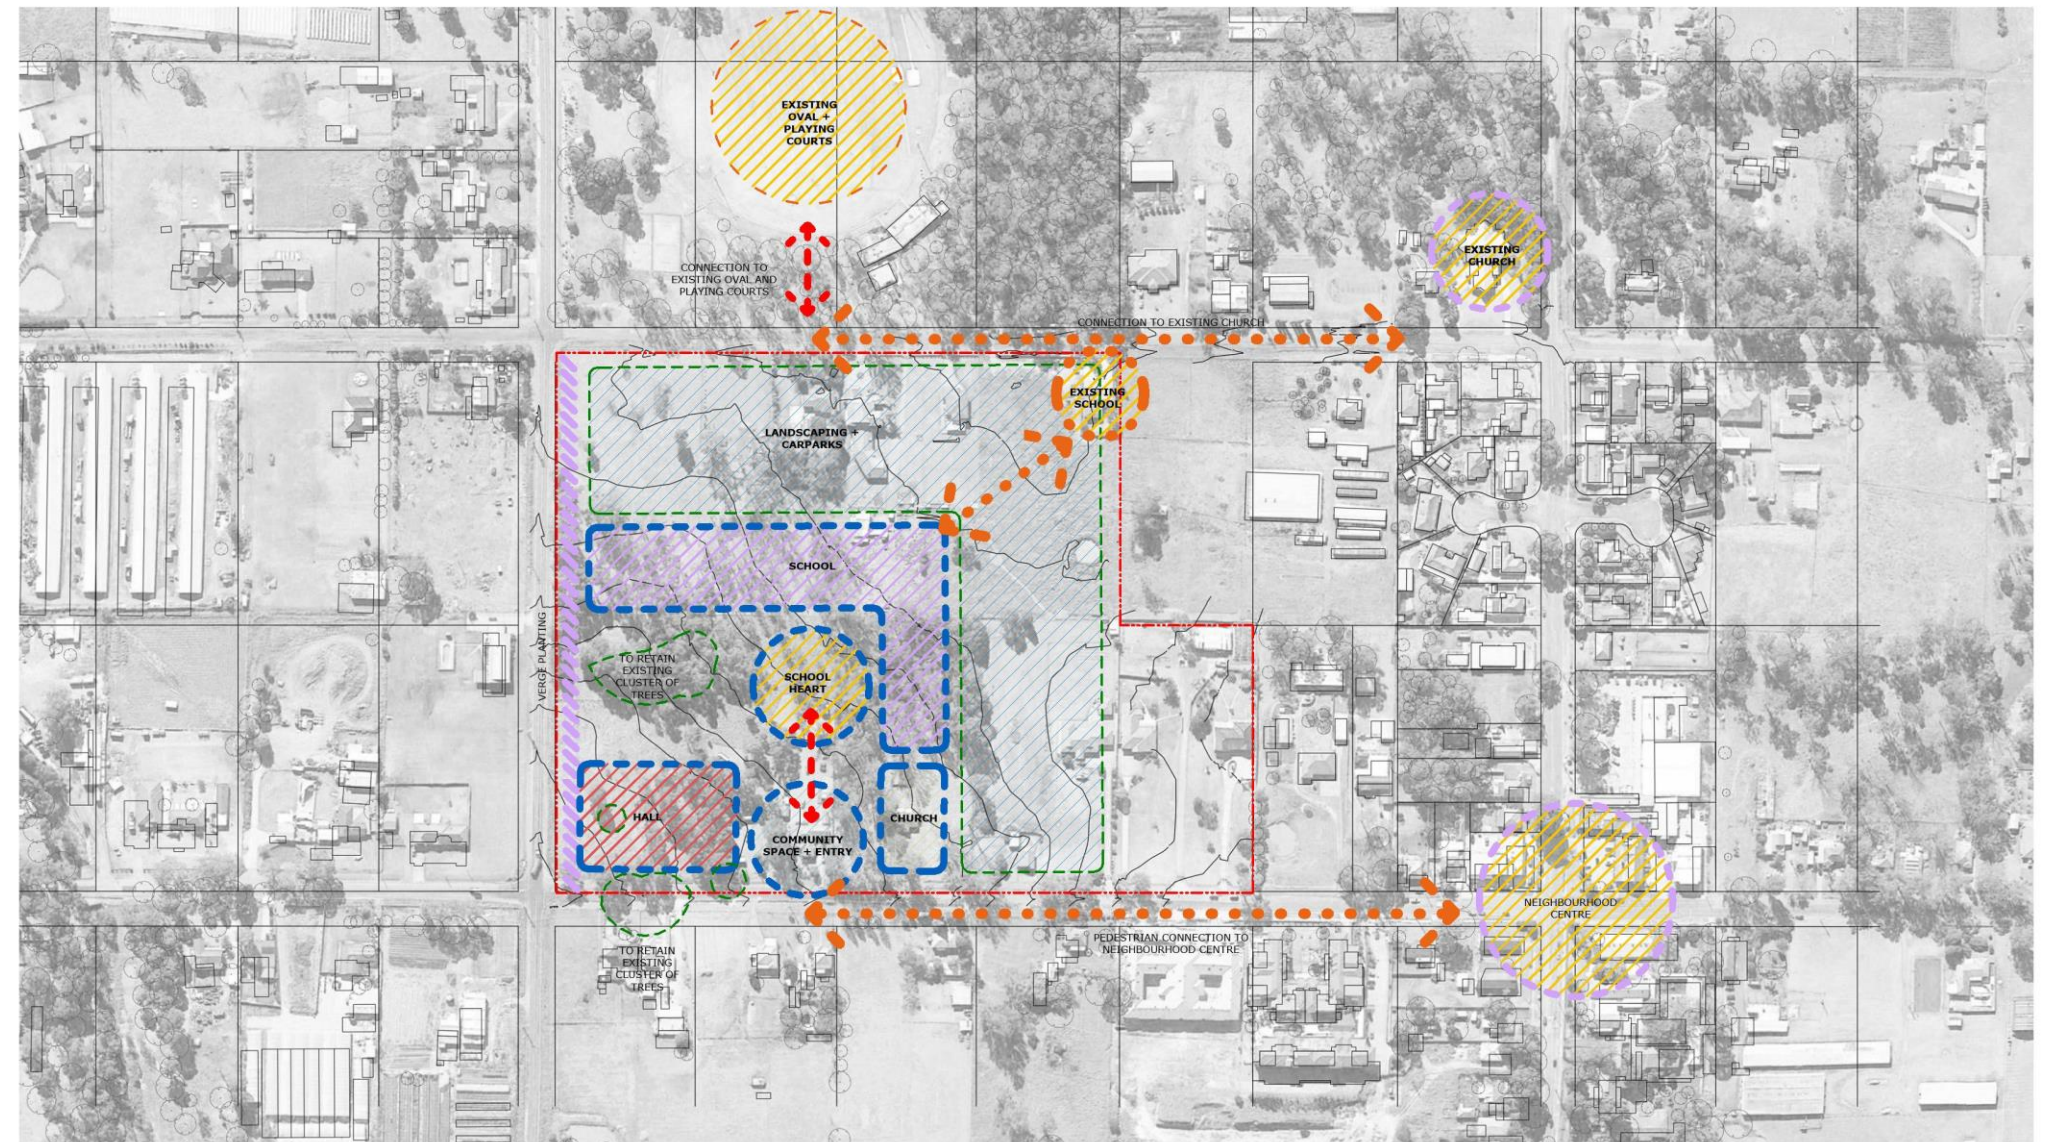 EXISTING
OVAL +
PLAYING
COURTS
CONNECTION TO
EXISTING OVAL AND
PLAYING COURTS
EXISTING
CHURCH
CONNECTION TO EXISTING CHURCH
EXISTING
SCHOOL
LANDSCAPING +
CARPARKS
SCHOOL
VERGE PLANTING
TO RETAIN
EXISTING
CLUSTER OF
TREES
SCHOOL
HEART
HALL
COMMUNITY
SPACE + ENTRY
CHURCH
NEIGHBOURHOOD
CENTRE
PEDESTRIAN CONNECTION TO
NEIGHBOURHOOD CENTRE
TO RETAIN
EXISTING
CLUSTER OF
TREES